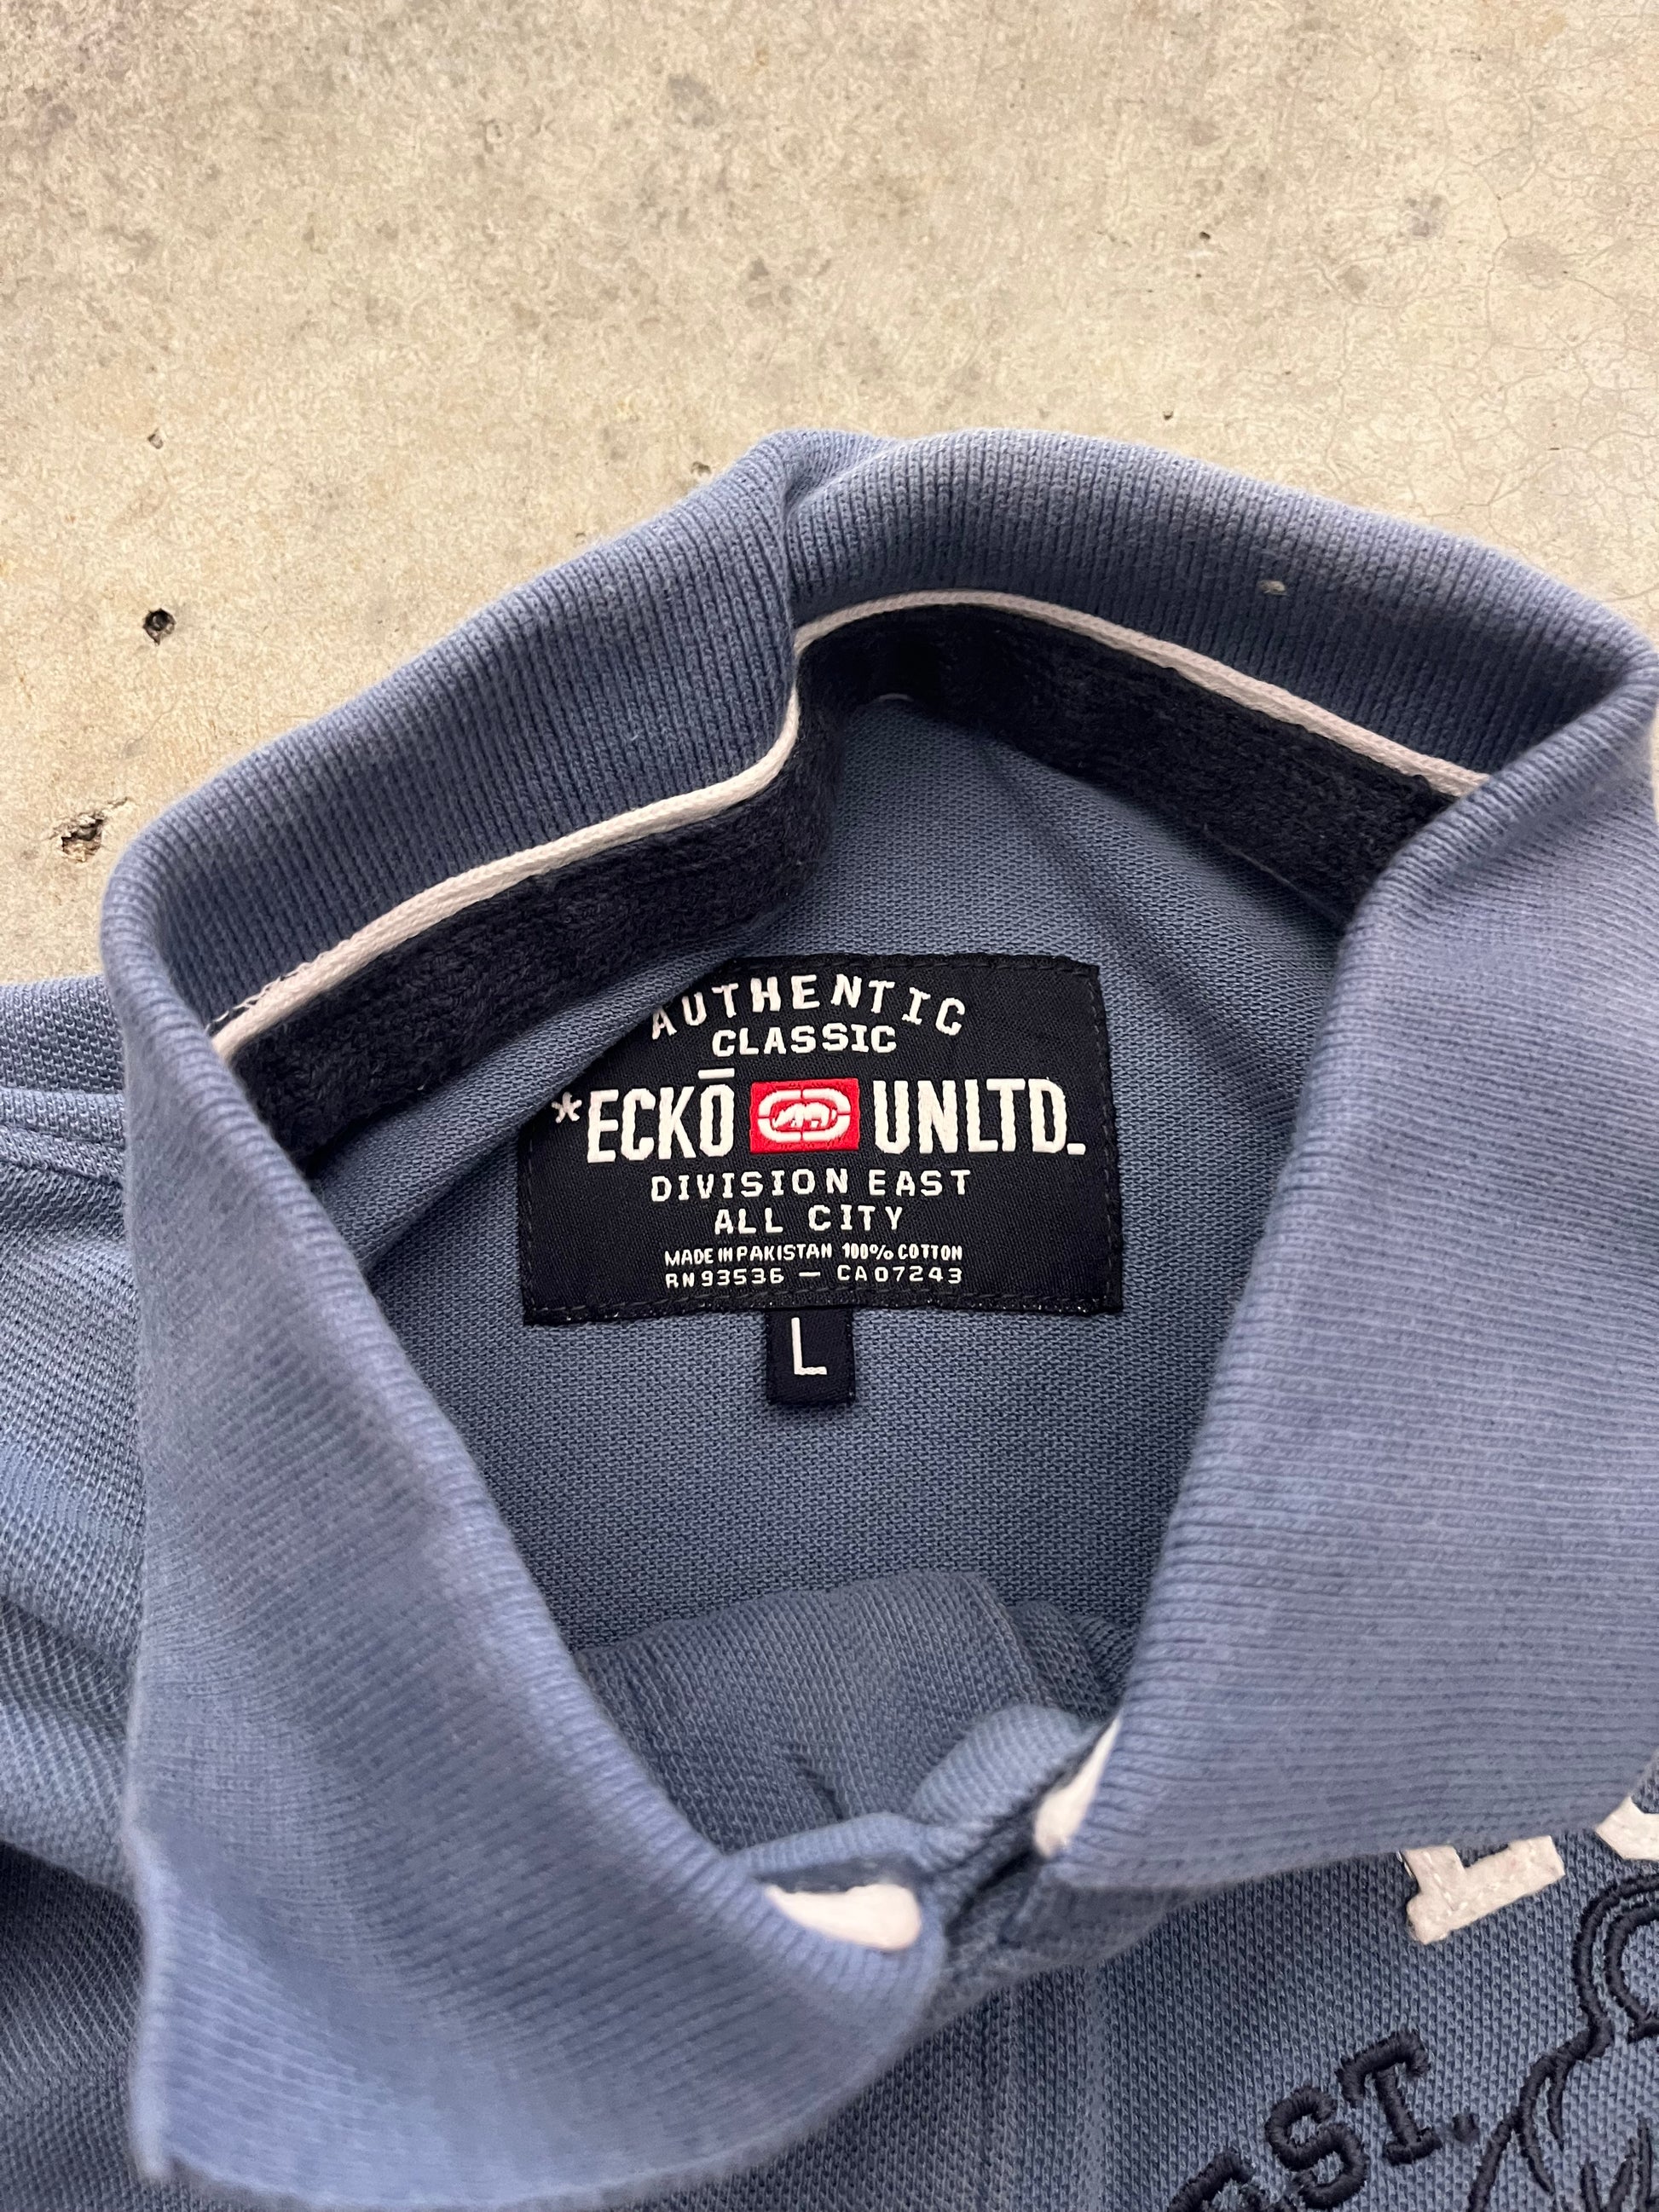 AUTHENTIC
CLASSIC
*ECKŌ UNLTD.
DIVISION EAST
ALL CITY
MADE IN PAKISTAN 100% COTTON
RN 93536 — CA 07243
L